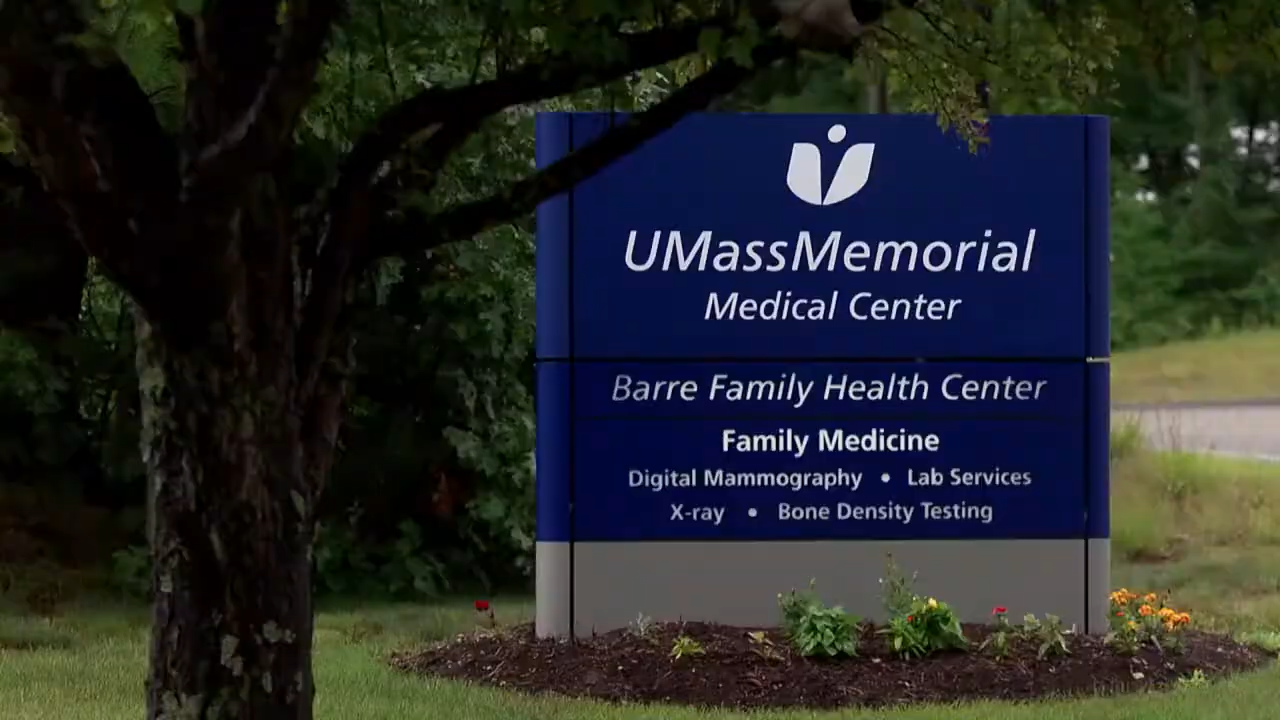 UMassMemorial
Medical Center
Barre Family Health Center
Family Medicine
Digital Mammography • Lab Services
X-ray • Bone Density Testing